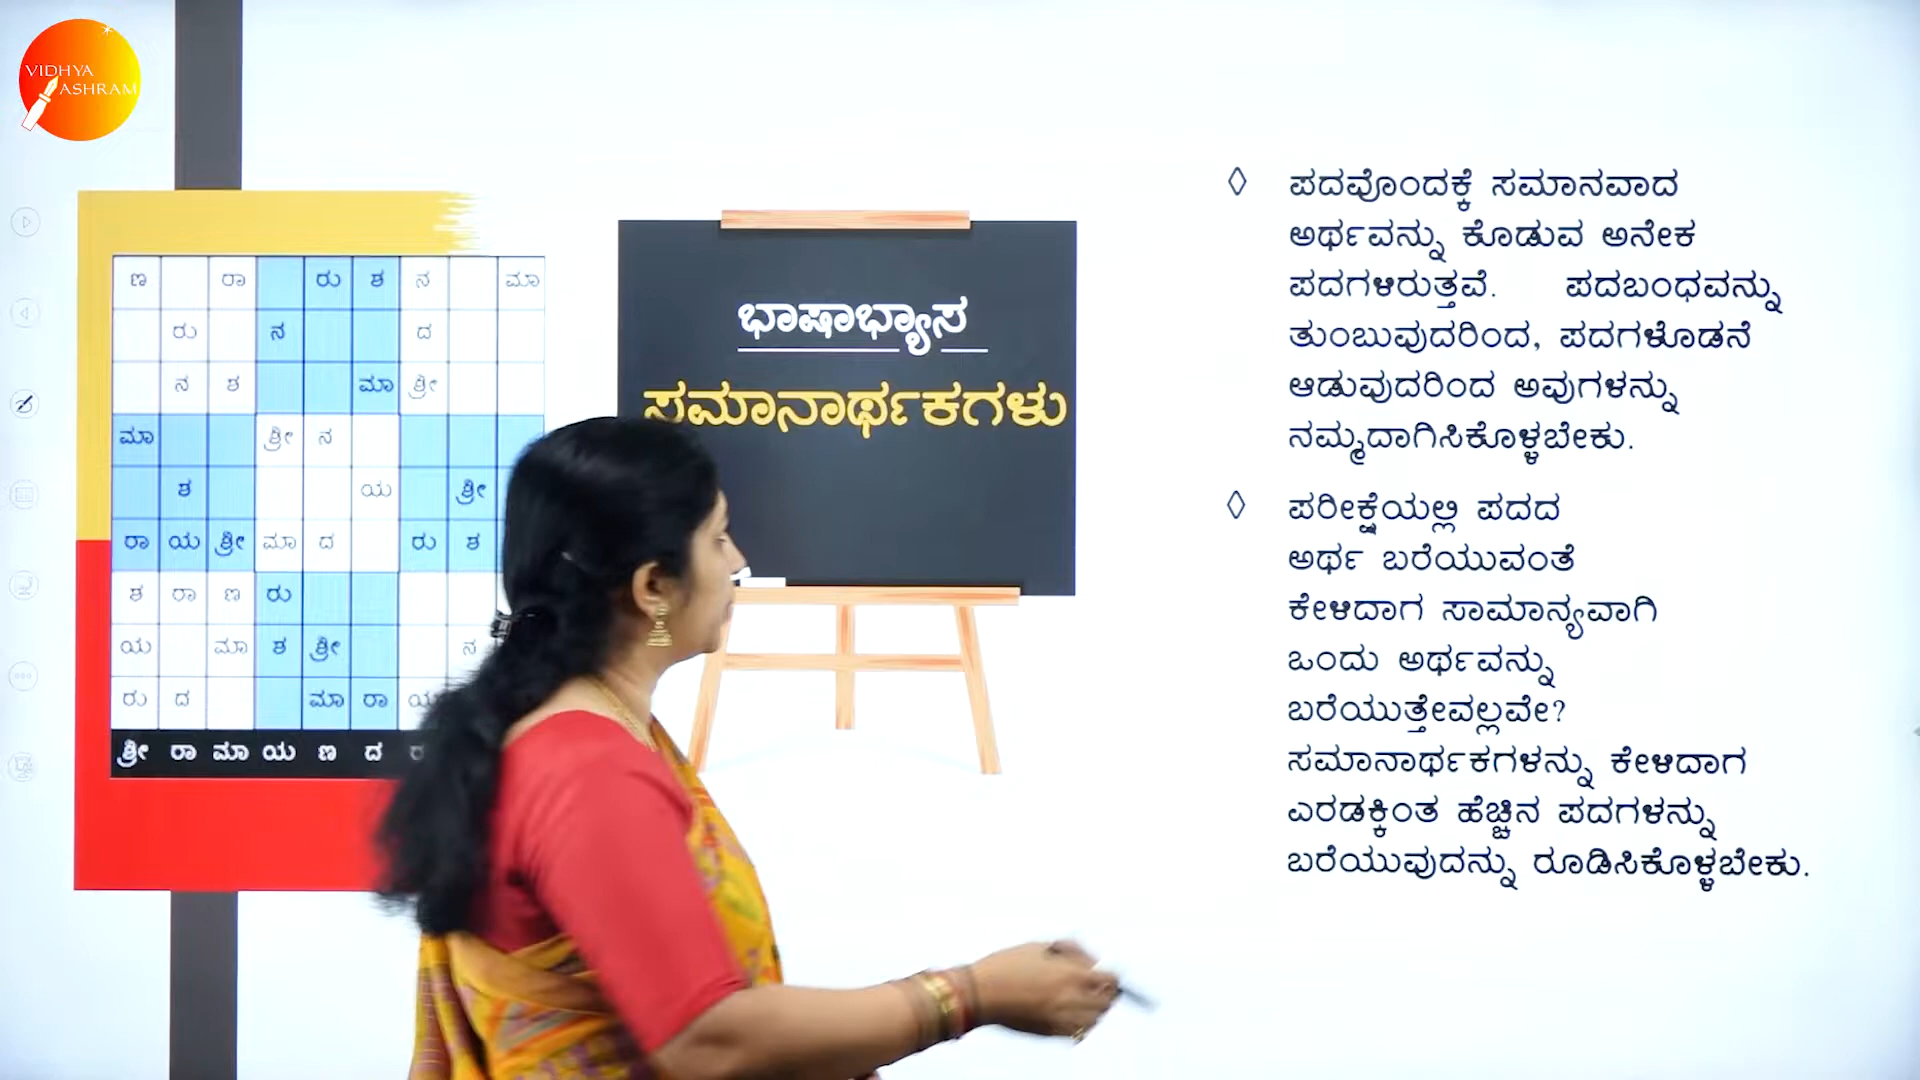 VIDHYA
ASHRAM
ಣ ರಾ ರು ಶ ನ ಮಾ
ರು ನ ದ
ನ ಶ ಮಾ ಶ್ರೀ
ಮಾ ಶ್ರೀ ನ
ಶ ಯ ಶ್ರೀ
ರಾ ಯ ಶ್ರೀ ಮಾ ದ ರು ಶ
ಶ ರಾ ಣ ರು
ಯ ಮಾ ಶ ಶ್ರೀ ನ
ರು ದ ಮಾ ರಾ ಯ
ಶ್ರೀ ರಾ ಮಾ ಯ ಣ ದ
ಭಾಷಾಭ್ಯಾಸ
ಸಮಾನಾರ್ಥಕಗಳು
ಪದವೊಂದಕ್ಕೆ ಸಮಾನವಾದ
ಅರ್ಥವನ್ನು ಕೊಡುವ ಅನೇಕ
ಪದಗಳಿರುತ್ತವೆ. ಪದಬಂಧವನ್ನು
ತುಂಬುವುದರಿಂದ, ಪದಗಳೊಡನೆ
ಆಡುವುದರಿಂದ ಅವುಗಳನ್ನು
ನಮ್ಮದಾಗಿಸಿಕೊಳ್ಳಬೇಕು.
ಪರೀಕ್ಷೆಯಲ್ಲಿ ಪದದ
ಅರ್ಥ ಬರೆಯುವಂತೆ
ಕೇಳಿದಾಗ ಸಾಮಾನ್ಯವಾಗಿ
ಒಂದು ಅರ್ಥವನ್ನು
ಬರೆಯುತ್ತೇವಲ್ಲವೇ?
ಸಮಾನಾರ್ಥಕಗಳನ್ನು ಕೇಳಿದಾಗ
ಎರಡಕ್ಕಿಂತ ಹೆಚ್ಚಿನ ಪದಗಳನ್ನು
ಬರೆಯುವುದನ್ನು ರೂಡಿಸಿಕೊಳ್ಳಬೇಕು.